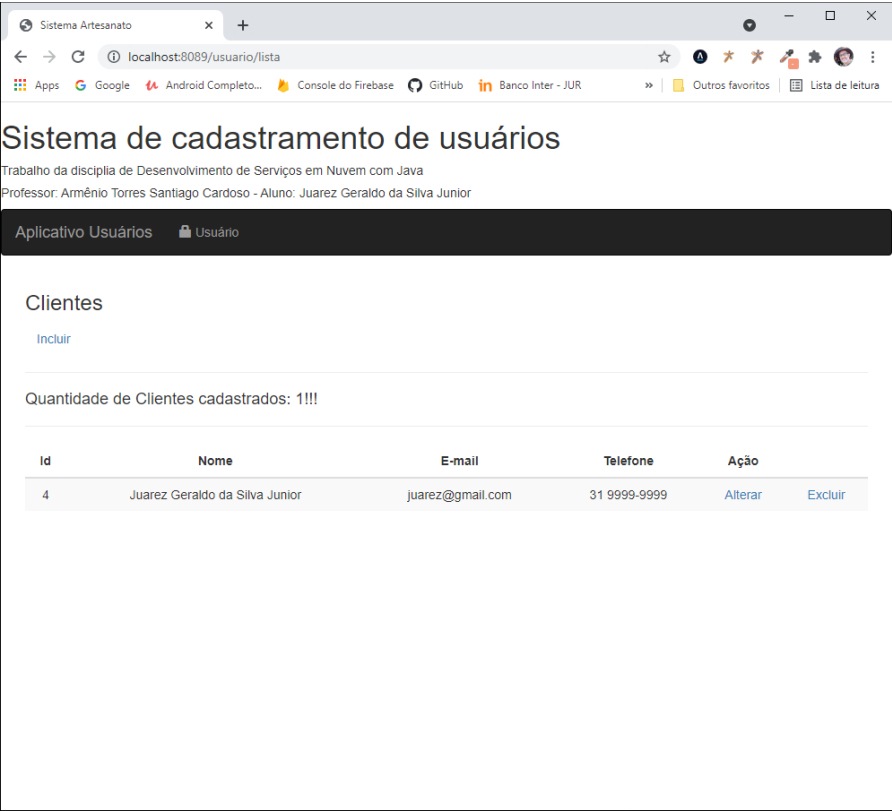 Sistema Artesanato
localhost:8089/usuario/lista
Apps Google Android Completo... Console do Firebase GitHub Banco Inter - JUR » Outros favoritos Lista de leitura
Sistema de cadastramento de usuários
Trabalho da disciplia de Desenvolvimento de Serviços em Nuvem com Java
Professor: Armênio Torres Santiago Cardoso - Aluno: Juarez Geraldo da Silva Junior
Aplicativo Usuários Usuário
Clientes
Incluir
Quantidade de Clientes cadastrados: 1!!!
Id Nome E-mail Telefone Ação
4 Juarez Geraldo da Silva Junior juarez@gmail.com 31 9999-9999 Alterar Excluir